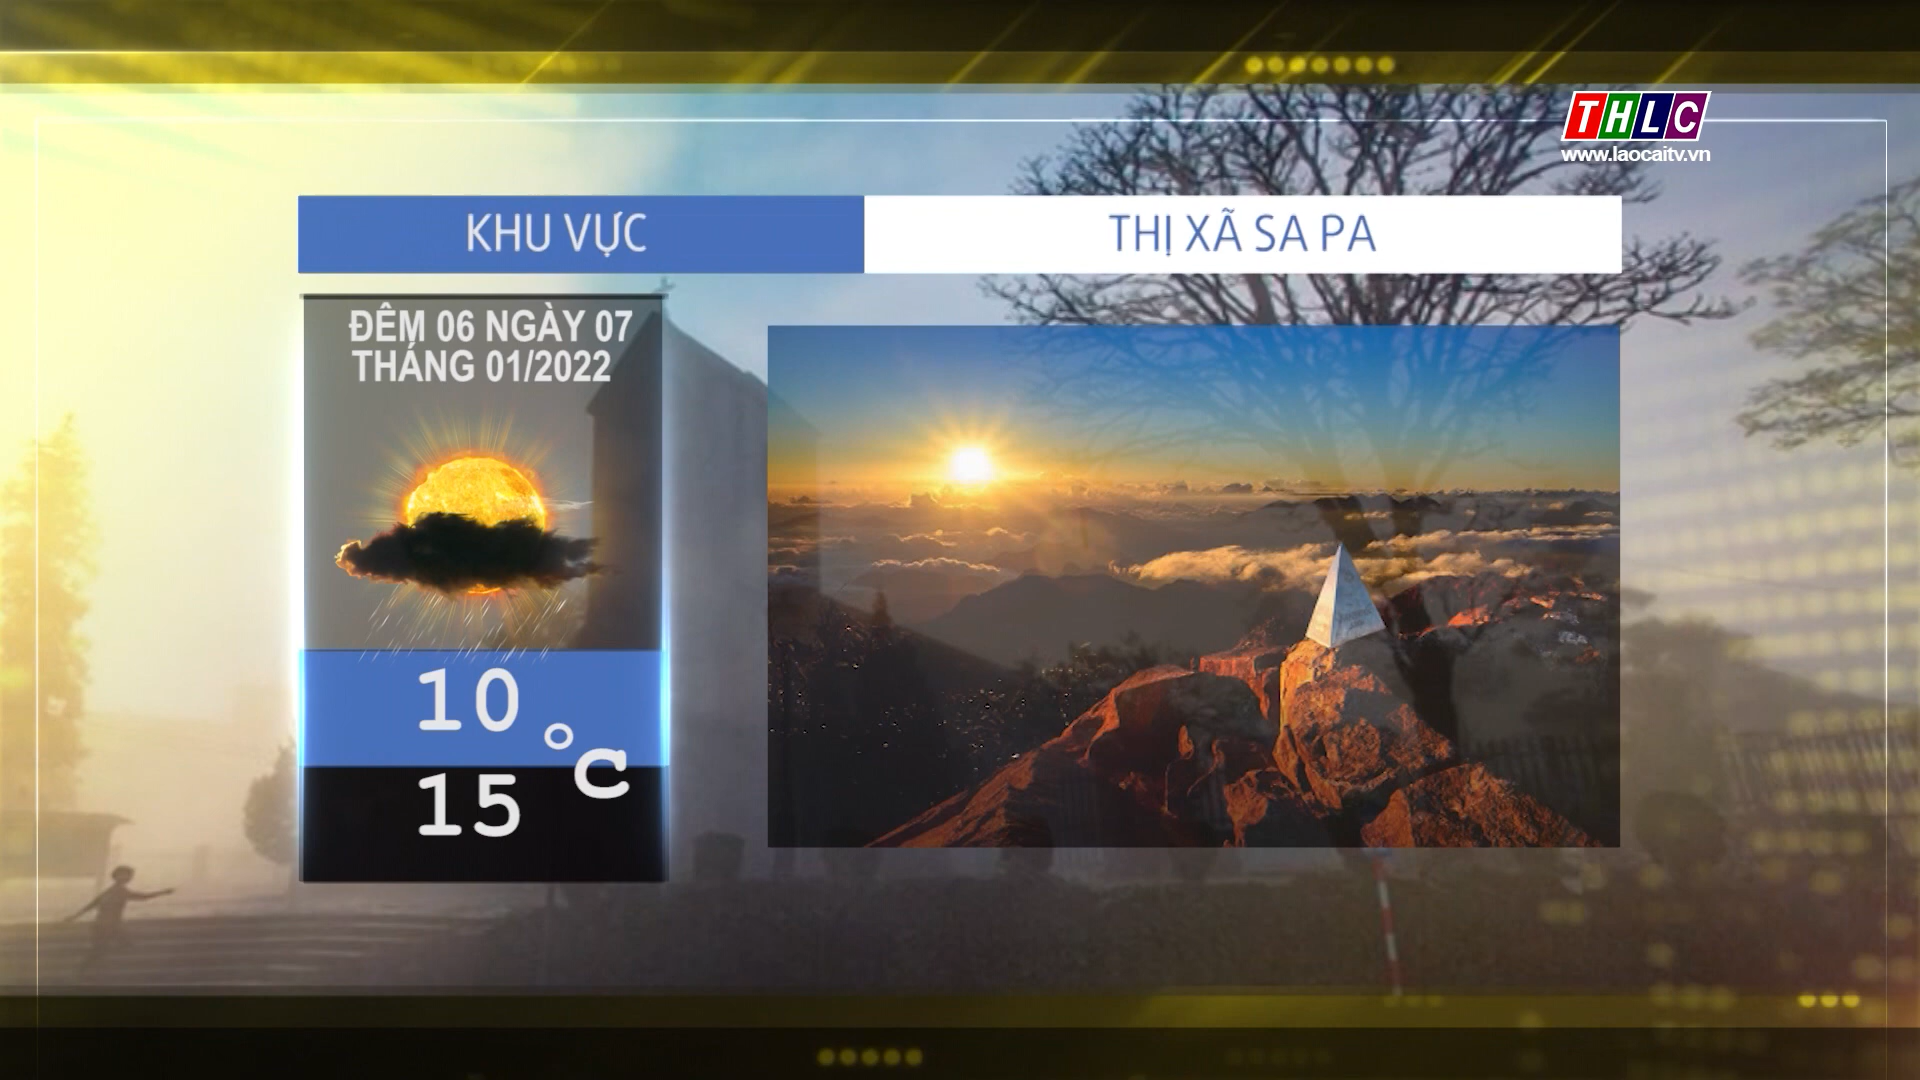 THLC
www.laocaitv.vn
KHU VỰC
THỊ XÃ SA PA
ĐÊM 06 NGÀY 07
THÁNG 01/2022
10
°C
15